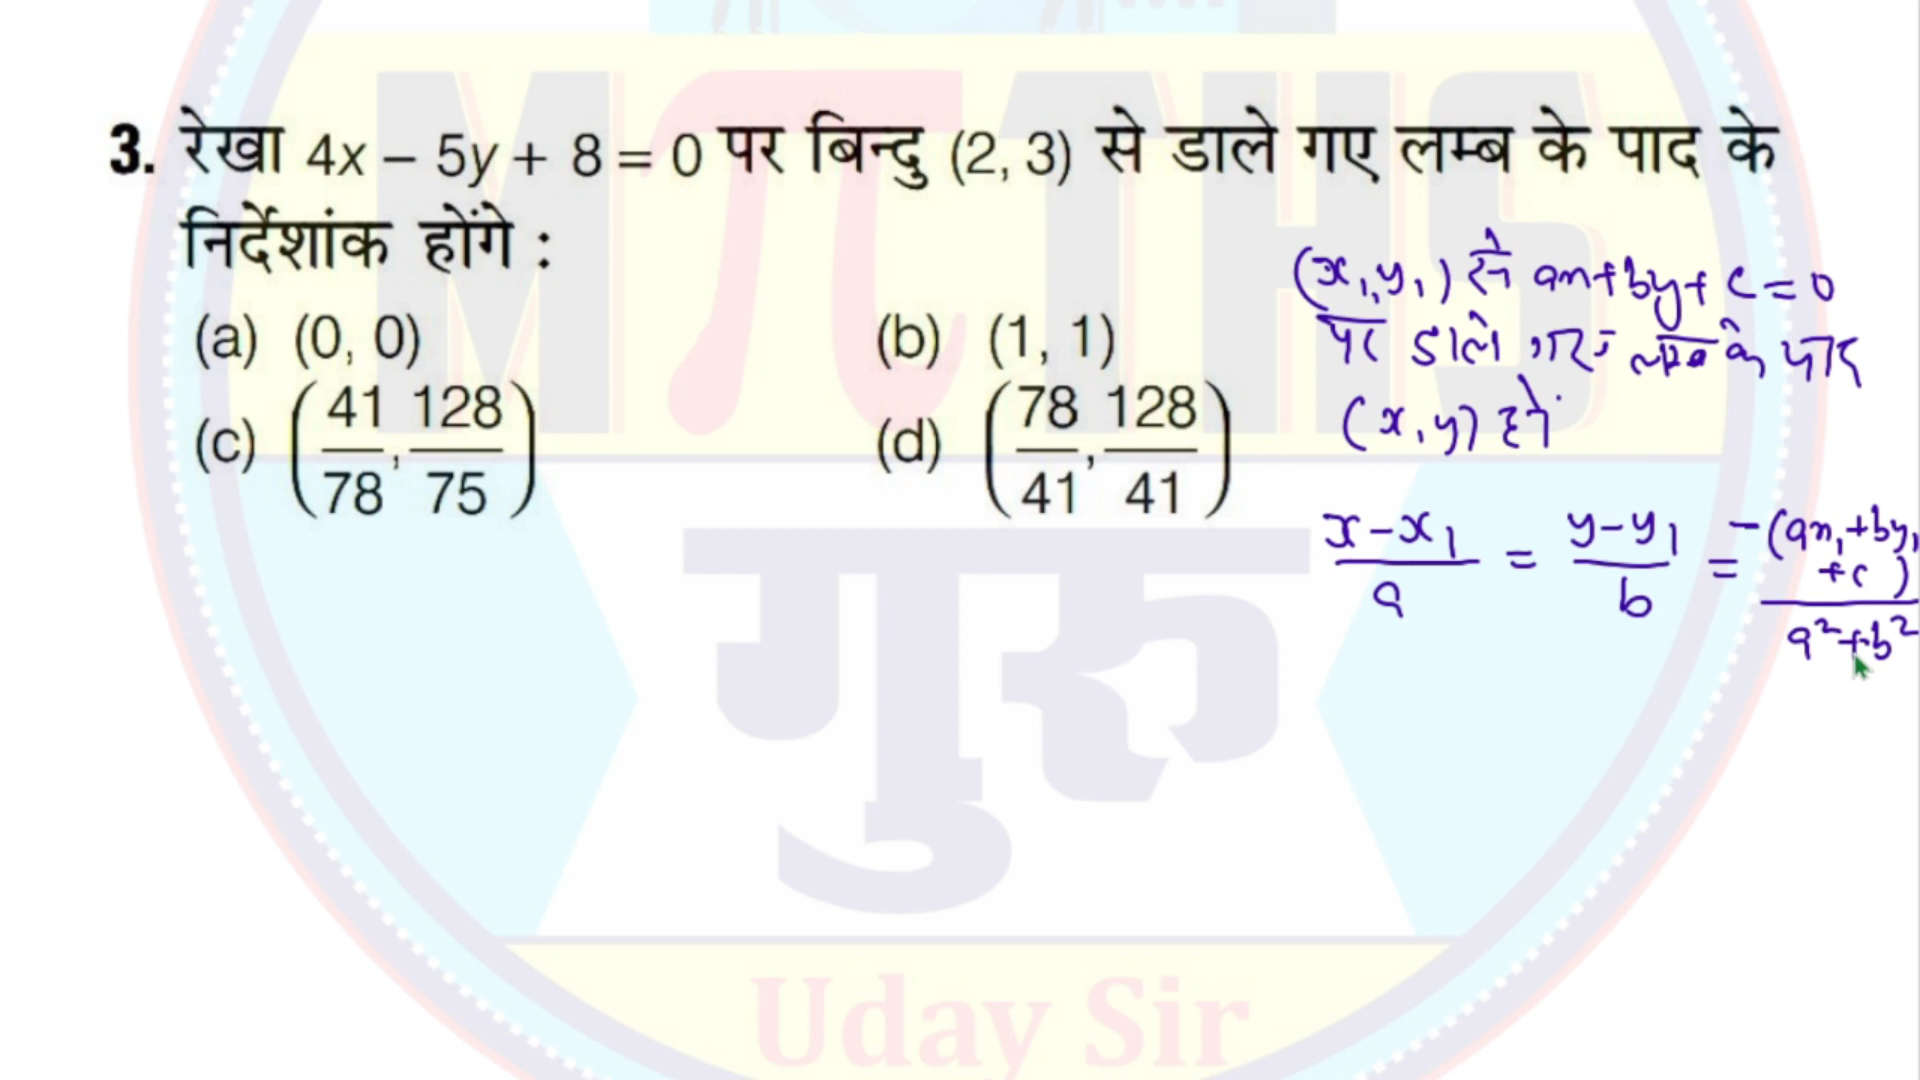 MπTHS
3. रेखा 4x – 5y + 8 = 0 पर बिन्दु (2, 3) से डाले गए लम्ब के पाद के
निर्देशांक होंगे :
(a) (0, 0) (b) (1, 1)
(c) (41/78, 128/75) (d) (78/41, 128/41)
(x₁, y₁) से ax+by+c=0
पर डाले गए लम्ब के पाद
(x, y) हो
(x-x₁)/a = (y-y₁)/b = -(ax₁+by₁+c)/(a²+b²)
गुरु
Uday Sir